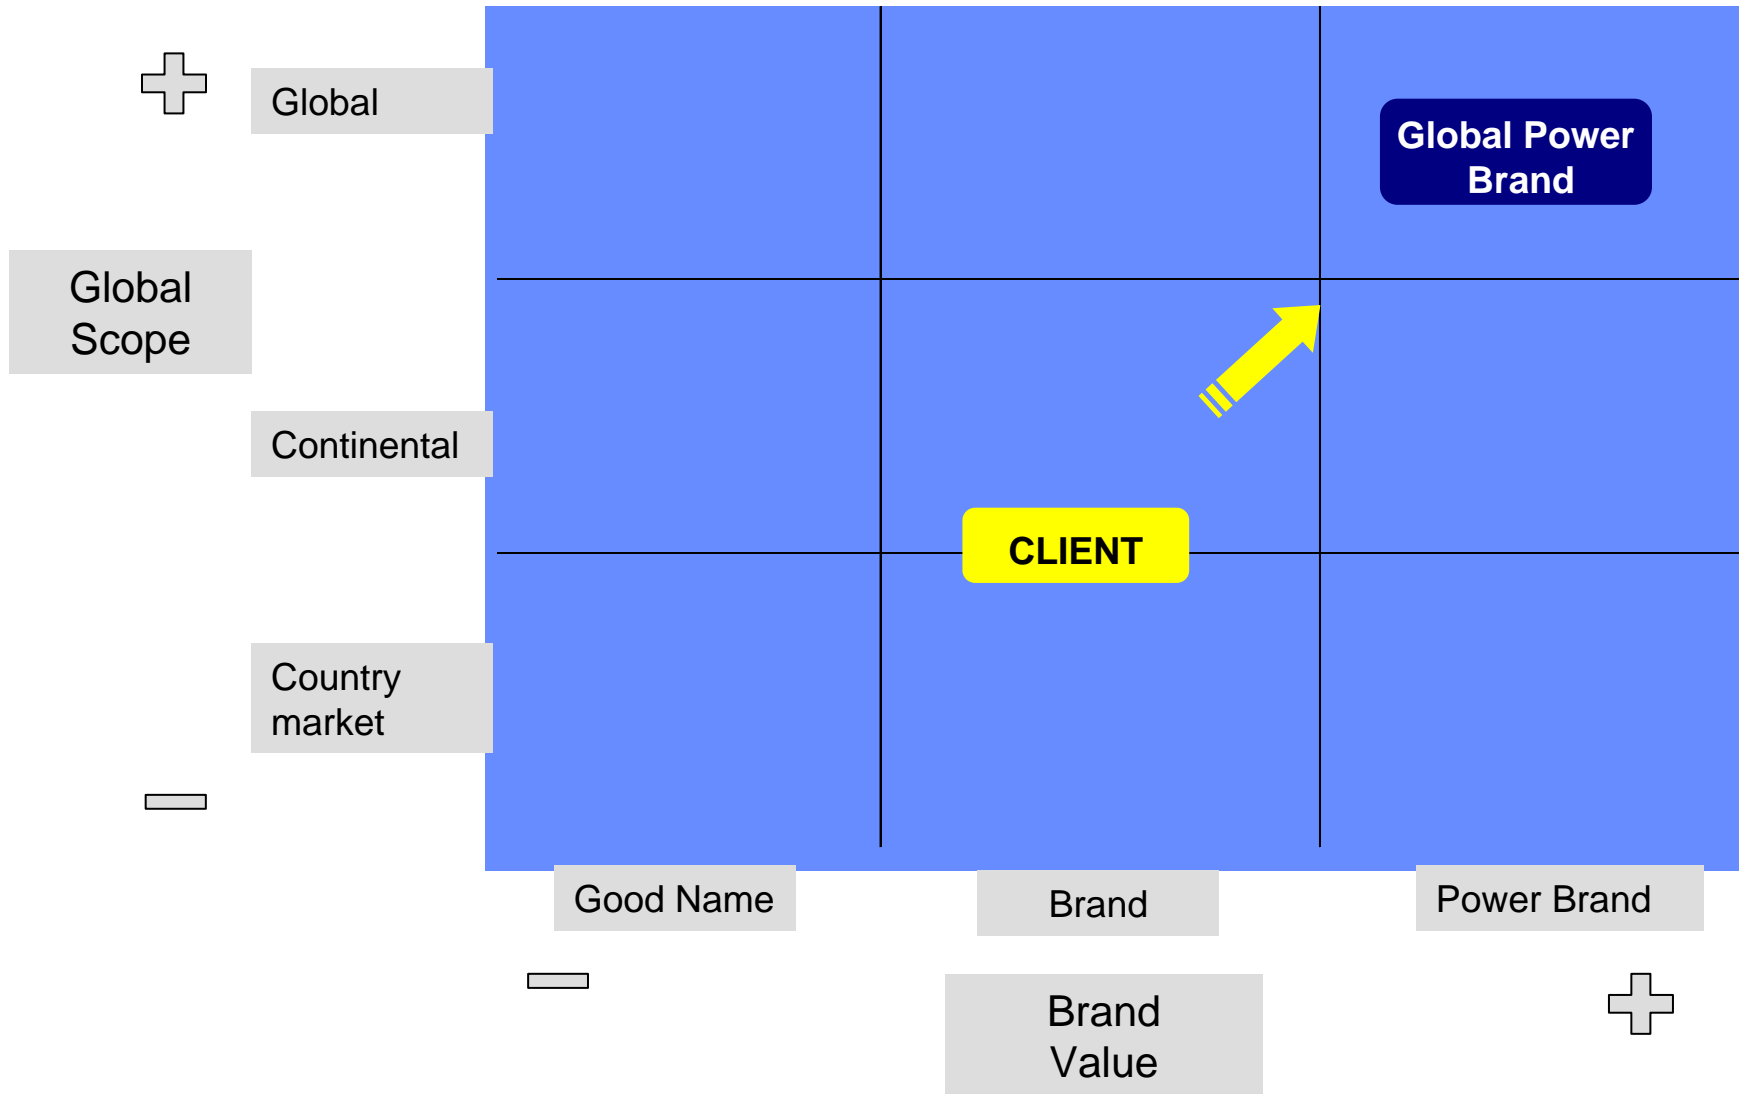 Global
Global Power
Brand
Global
Scope
Continental
CLIENT
Country
market
Good Name
Brand
Power Brand
Brand
Value